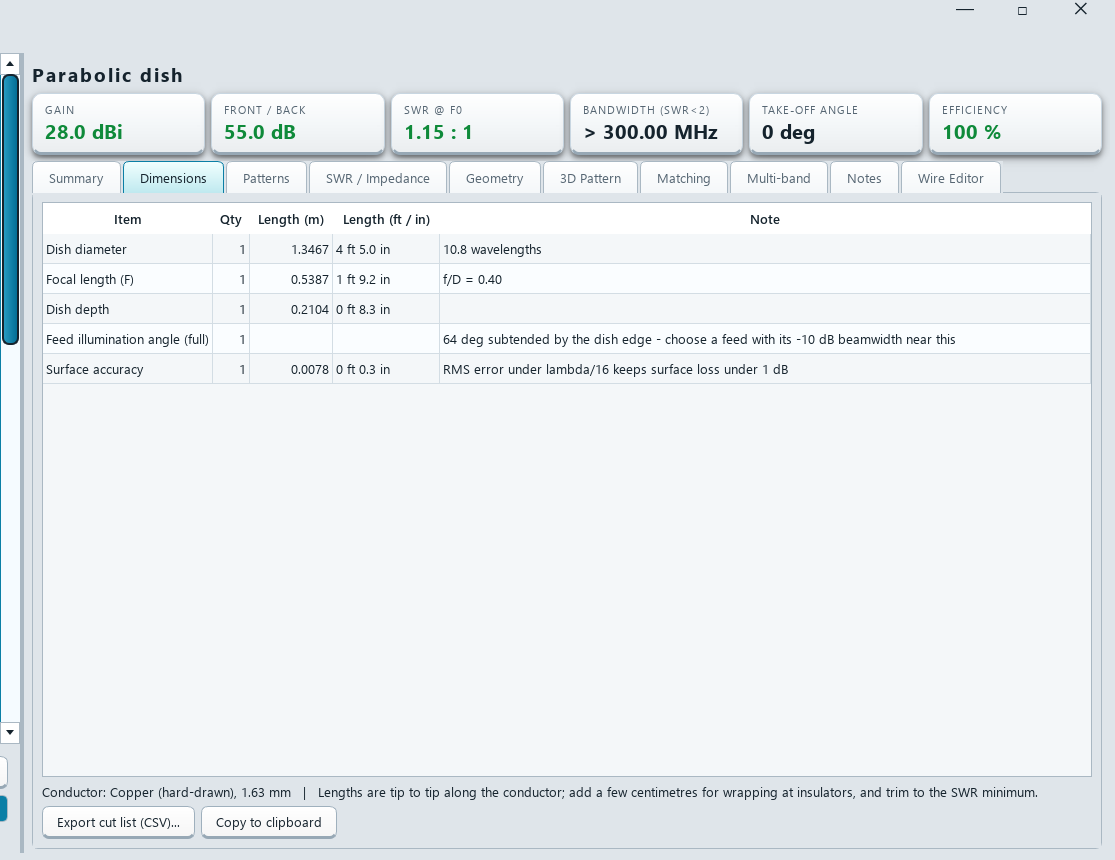 Parabolic dish
GAIN FRONT / BACK SWR @ F0 BANDWIDTH (SWR<2) TAKE-OFF ANGLE EFFICIENCY
28.0 dBi 55.0 dB 1.15 : 1 > 300.00 MHz 0 deg 100 %
Summary Dimensions Patterns SWR / Impedance Geometry 3D Pattern Matching Multi-band Notes Wire Editor
Item Qty Length (m) Length (ft / in) Note
Dish diameter 1 1.3467 4 ft 5.0 in 10.8 wavelengths
Focal length (F) 1 0.5387 1 ft 9.2 in f/D = 0.40
Dish depth 1 0.2104 0 ft 8.3 in
Feed illumination angle (full) 1 64 deg subtended by the dish edge - choose a feed with its -10 dB beamwidth near this
Surface accuracy 1 0.0078 0 ft 0.3 in RMS error under lambda/16 keeps surface loss under 1 dB
Conductor: Copper (hard-drawn), 1.63 mm | Lengths are tip to tip along the conductor; add a few centimetres for wrapping at insulators, and trim to the SWR minimum.
Export cut list (CSV)... Copy to clipboard